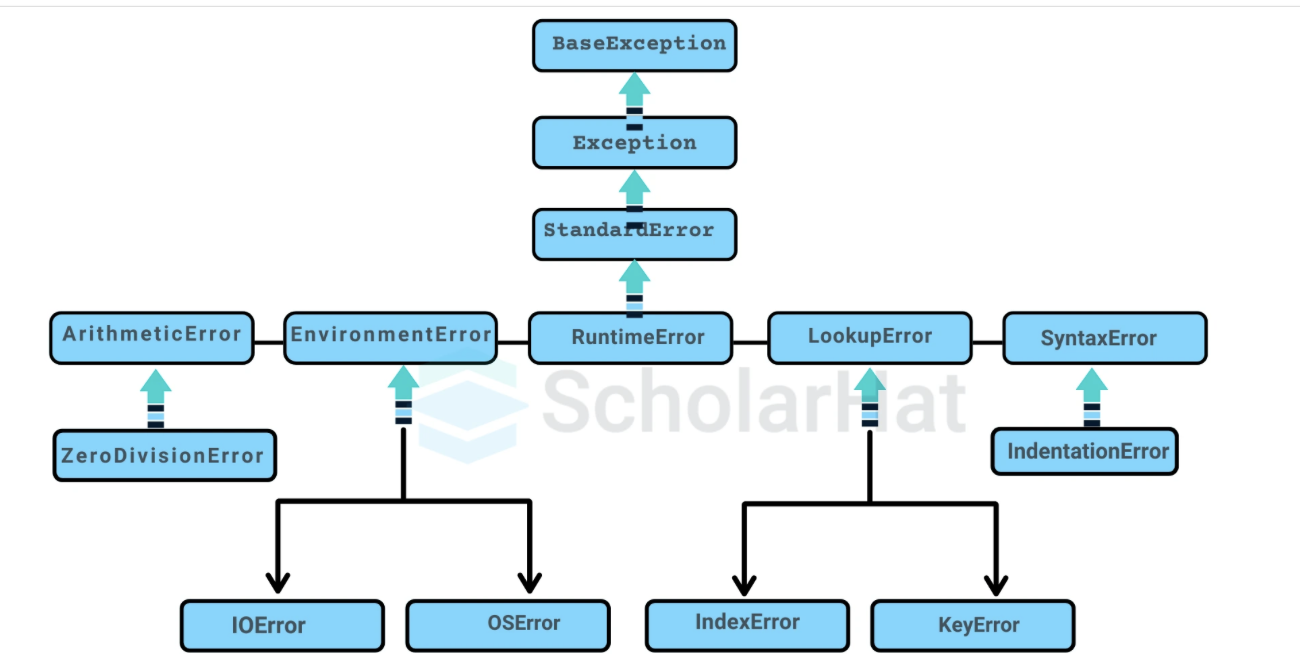 BaseException
Exception
StandardError
ArithmeticError
EnvironmentError
RuntimeError
LookupError
SyntaxError
ScholarHat
ZeroDivisionError
IndentationError
IOError
OSError
IndexError
KeyError